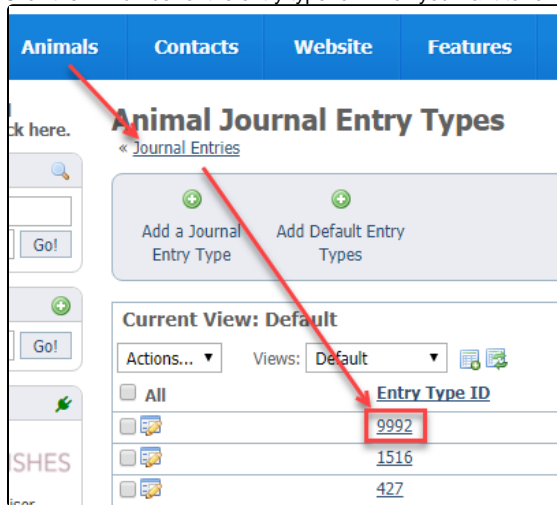 Animals Contacts Website Features
ck here.
Animal Journal Entry Types
« Journal Entries
Go!
Add a Journal Entry Type
Add Default Entry Types
Go!
Current View: Default
Actions... ▼ Views: Default ▼
All Entry Type ID
9992
1516
SHES
427